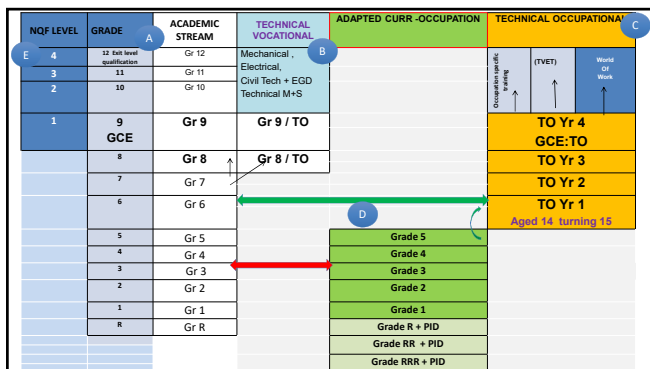 NQF LEVEL GRADE A ACADEMIC STREAM TECHNICAL VOCATIONAL ADAPTED CURR -OCCUPATION TECHNICAL OCCUPATIONAL C
E 4 12 Exit level qualification Gr 12 Mechanical , B
3 11 Gr 11 Electrical,
2 10 Gr 10 Civil Tech + EGD
Technical M+S
Occupation specific training
(TVET)
World Of Work
1 9 GCE Gr 9 Gr 9 / TO TO Yr 4
GCE:TO
8 Gr 8 Gr 8 / TO TO Yr 3
7 Gr 7 TO Yr 2
6 Gr 6 D TO Yr 1
Aged 14 turning 15
5 Gr 5 Grade 5
4 Gr 4 Grade 4
3 Gr 3 Grade 3
2 Gr 2 Grade 2
1 Gr 1 Grade 1
R Gr R Grade R + PID
Grade RR + PID
Grade RRR + PID